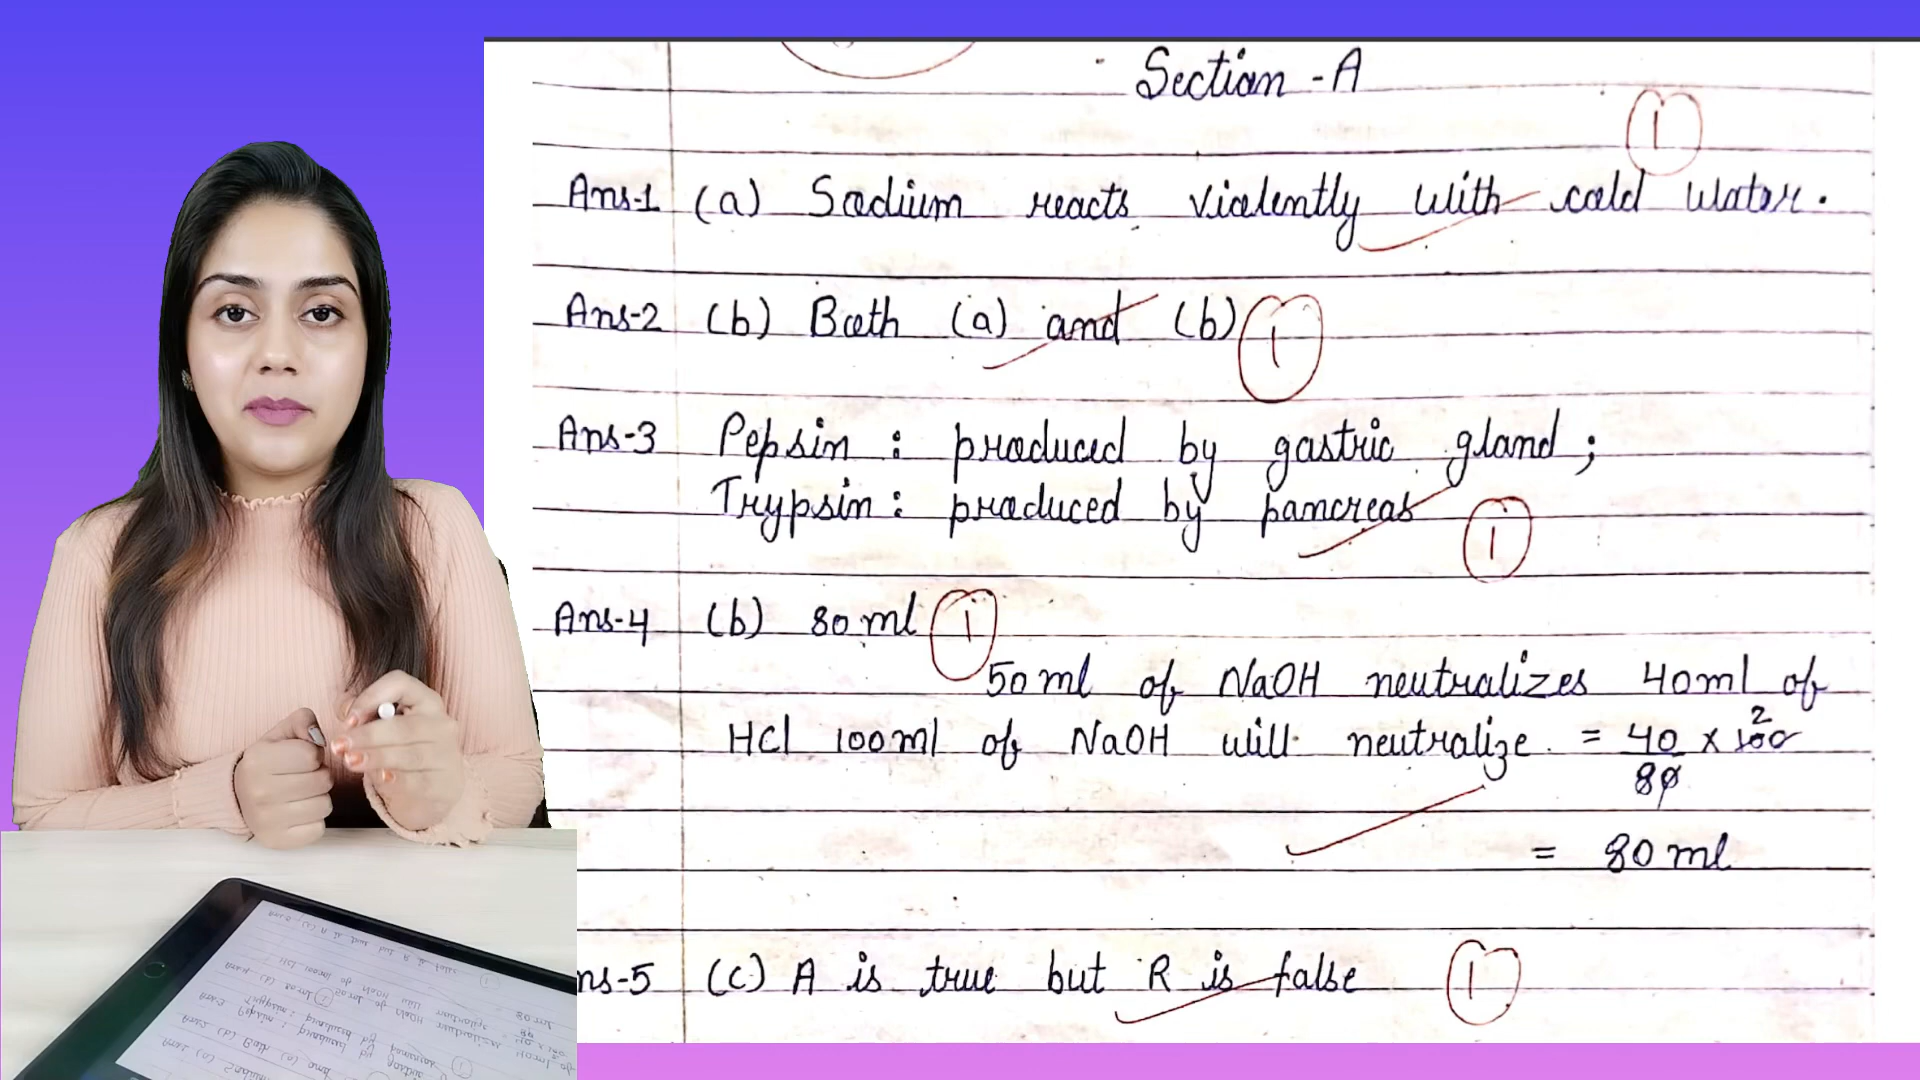 Section - A
1
Ans-1 (a) Sodium reacts violently with cold water.
Ans-2 (b) Both (a) and (b) 1
Ans-3 Pepsin : produced by gastric gland ;
Trypsin : produced by pancreas 1
Ans-4 (b) 80 ml 1
50 ml of NaOH neutralizes 40 ml of
HCl 100 ml of NaOH will neutralize = 40/80 x 100 2
= 80 ml
ns-5 (c) A is true but R is false 1